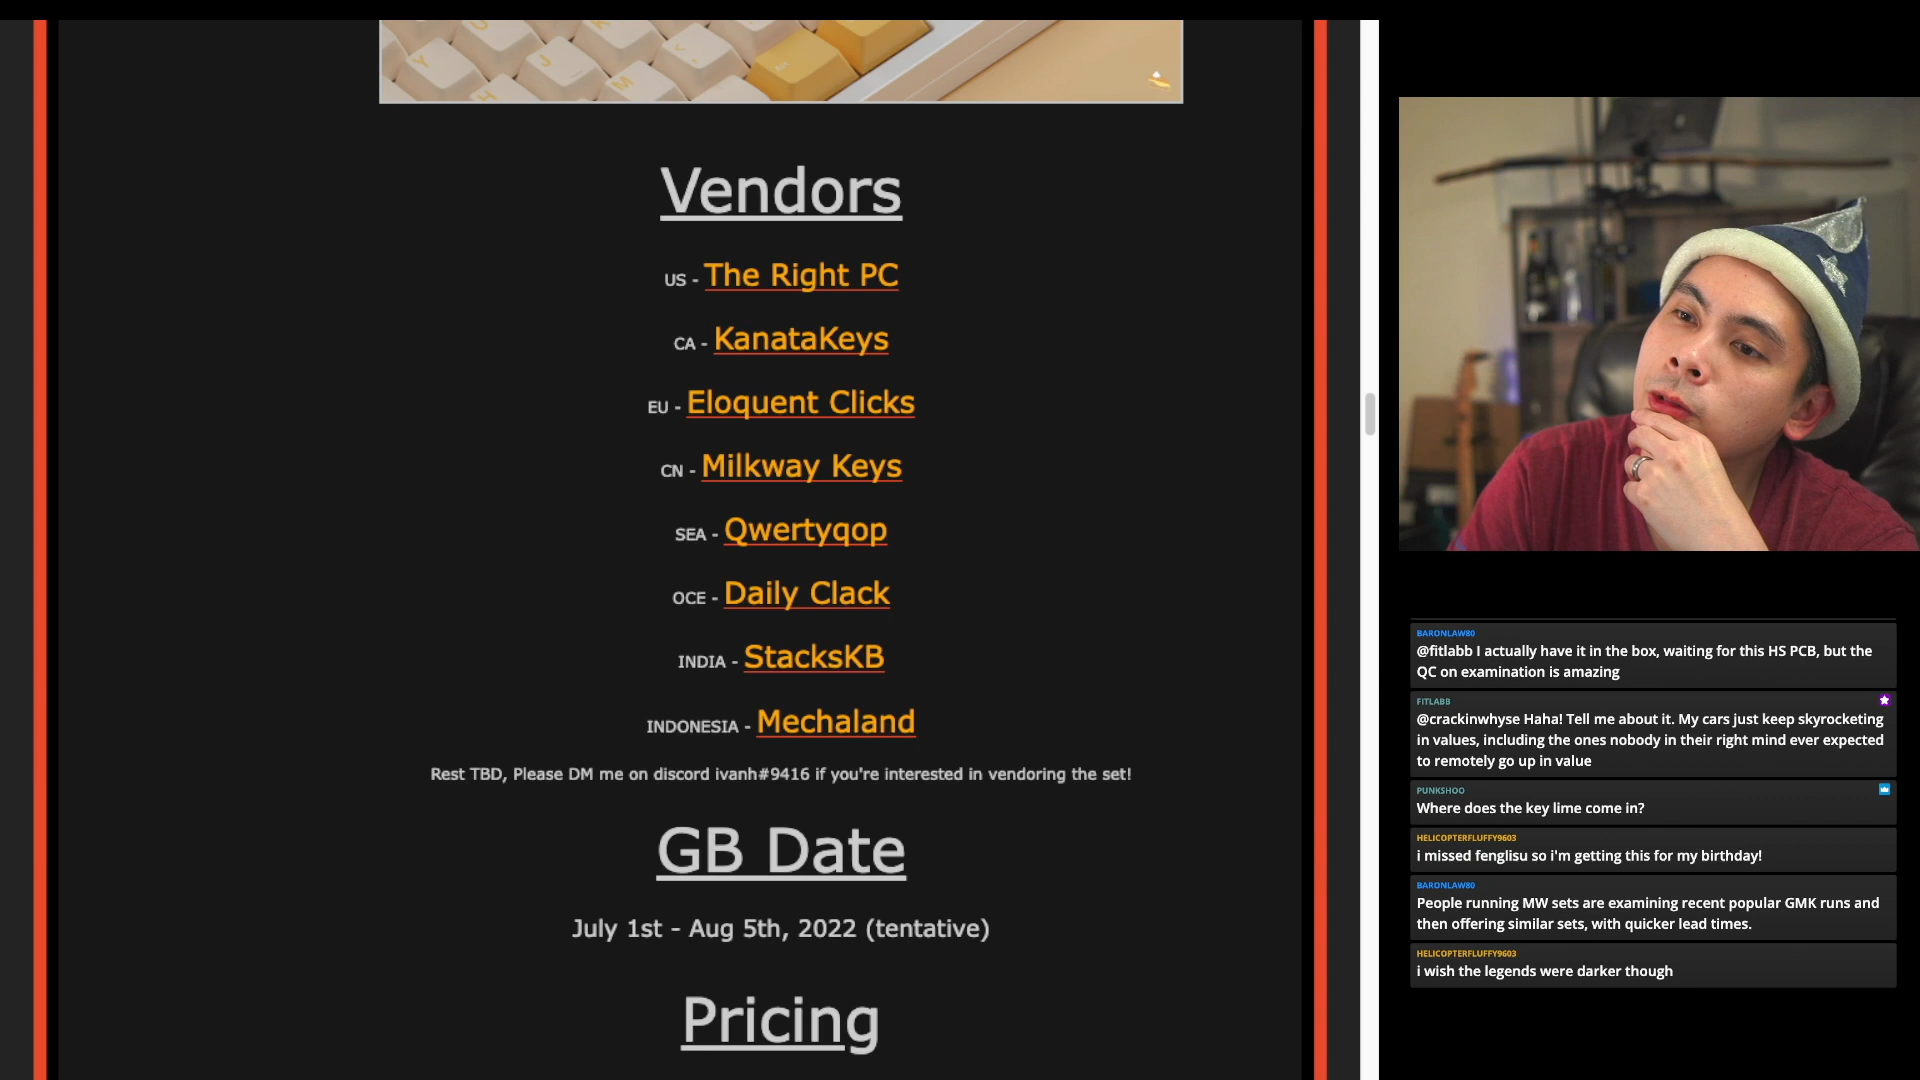 Vendors
US - The Right PC
CA - KanataKeys
EU - Eloquent Clicks
CN - Milkway Keys
SEA - Qwertyqop
OCE - Daily Clack
INDIA - StacksKB
INDONESIA - Mechaland
Rest TBD, Please DM me on discord ivanh#9416 if you're interested in vendoring the set!
GB Date
July 1st - Aug 5th, 2022 (tentative)
Pricing
BARONLAW80
@fitlabb I actually have it in the box, waiting for this HS PCB, but the
QC on examination is amazing
FITLABB
@crackinwhyse Haha! Tell me about it. My cars just keep skyrocketing
in values, including the ones nobody in their right mind ever expected
to remotely go up in value
PUNKSHOO
Where does the key lime come in?
HELICOPTERFLUFFY9603
i missed fenglisu so i'm getting this for my birthday!
BARONLAW80
People running MW sets are examining recent popular GMK runs and
then offering similar sets, with quicker lead times.
HELICOPTERFLUFFY9603
i wish the legends were darker though